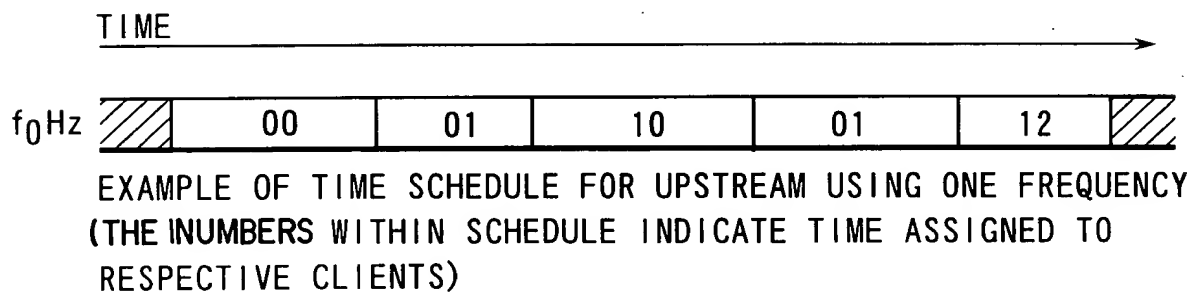 TIME
f0Hz 00 01 10 01 12
EXAMPLE OF TIME SCHEDULE FOR UPSTREAM USING ONE FREQUENCY
(THE INUMBERS WITHIN SCHEDULE INDICATE TIME ASSIGNED TO
RESPECTIVE CLIENTS)